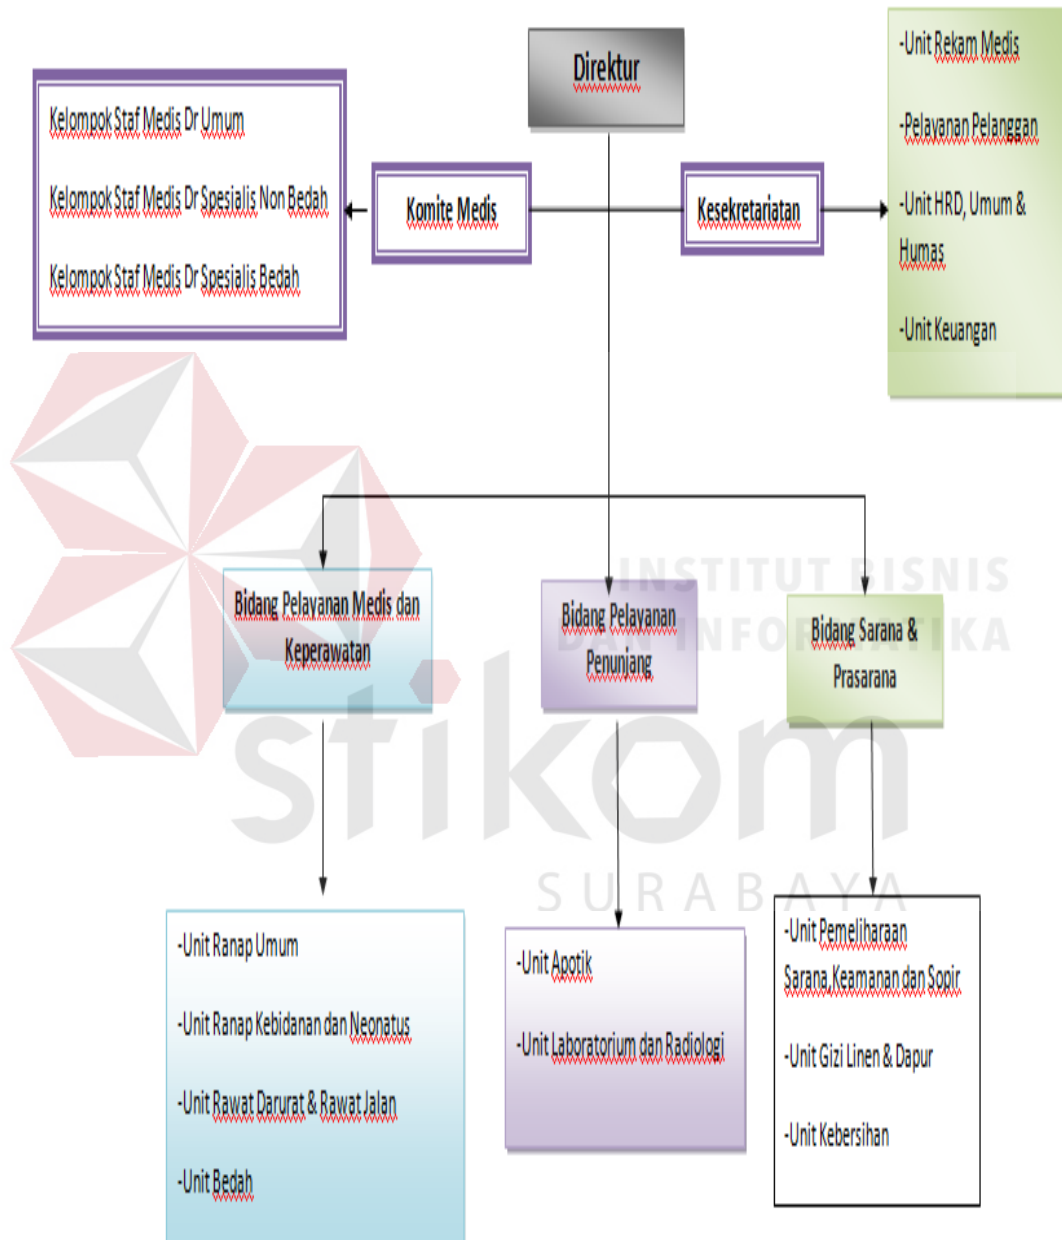 Direktur
Kelompok Staf Medis Dr Umum
Kelompok Staf Medis Dr Spesialis Non Bedah
Kelompok Staf Medis Dr Spesialis Bedah
Komite Medis
Kesekretariatan
-Unit Rekam Medis
-Pelayanan Pelanggan
-Unit HRD, Umum &
Humas
-Unit Keuangan
Bidang Pelayanan Medis dan
Keperawatan
Bidang Pelayanan
Penunjang
Bidang Sarana &
Prasarana
INSTITUT BISNIS
DAN INFORMATIKA
stikom
SURABAYA
-Unit Ranap Umum
-Unit Ranap Kebidanan dan Neonatus
-Unit Rawat Darurat & Rawat Jalan
-Unit Bedah
-Unit Apotik
-Unit Laboratorium dan Radiologi
-Unit Pemeliharaan
Sarana,Keamanan dan Sopir
-Unit Gizi Linen & Dapur
-Unit Kebersihan